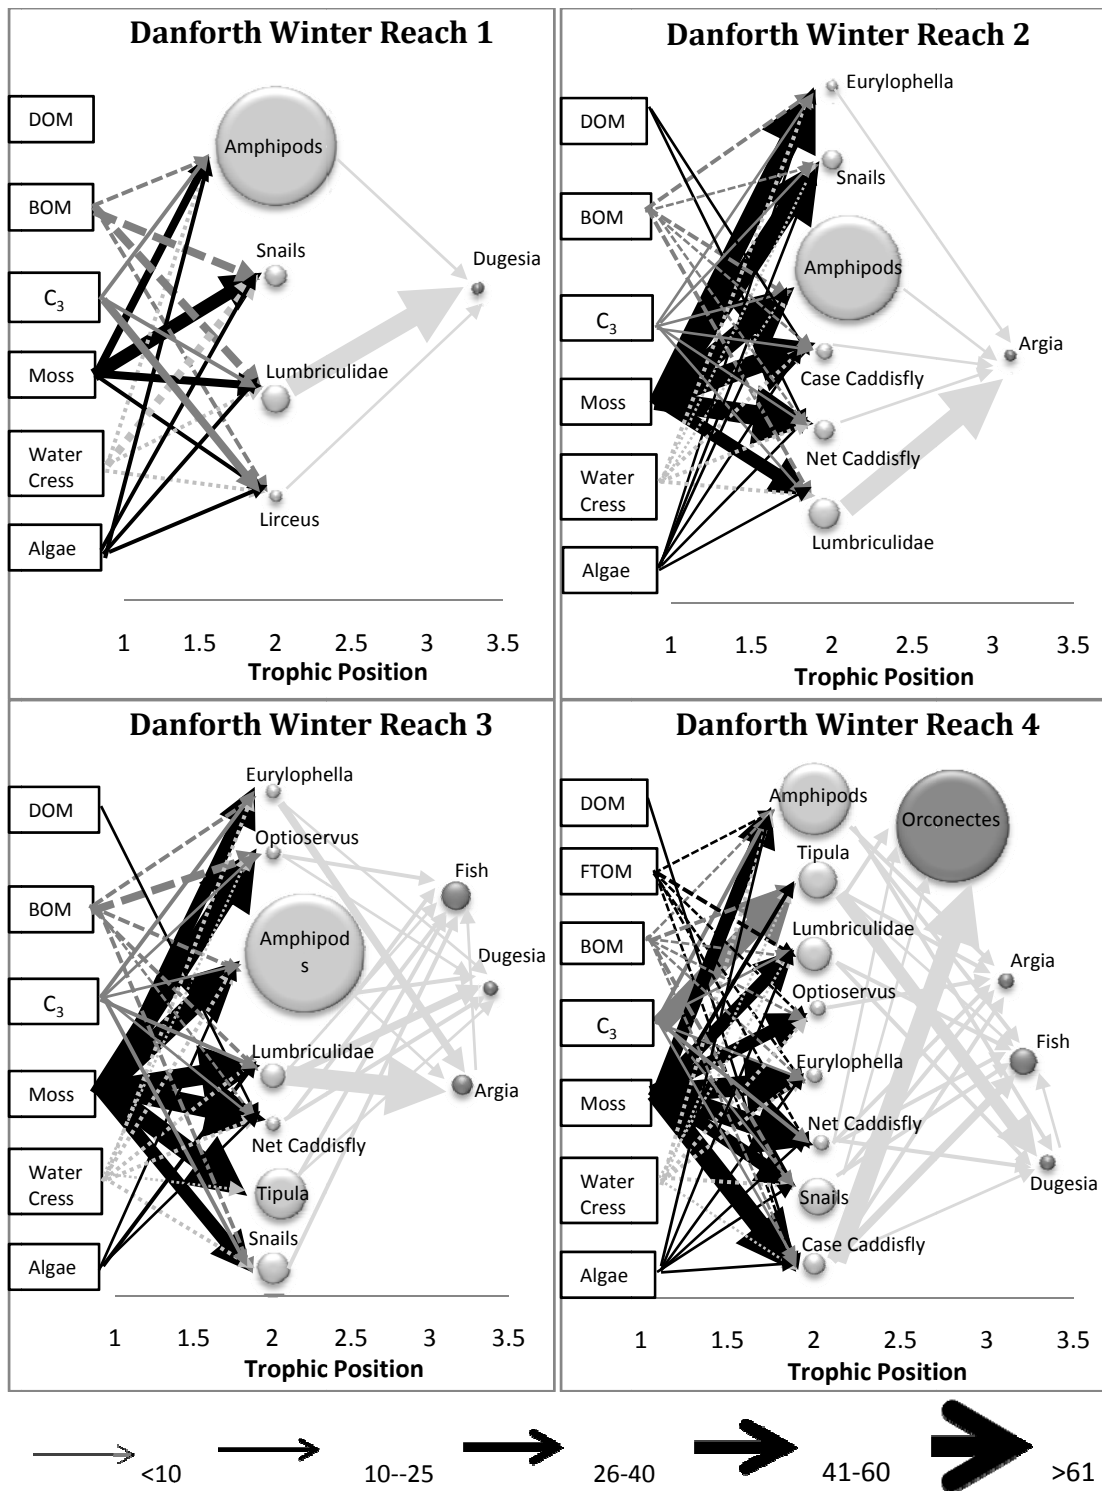 Danforth Winter Reach 1
DOM
BOM
C3
Moss
Water
Cress
Algae
Amphipods
Snails
Lumbriculidae
Lirceus
Dugesia
1 1.5 2 2.5 3 3.5
Trophic Position
Danforth Winter Reach 2
DOM
BOM
C3
Moss
Water
Cress
Algae
Eurylophella
Snails
Amphipods
Case Caddisfly
Net Caddisfly
Lumbriculidae
Argia
1 1.5 2 2.5 3 3.5
Trophic Position
Danforth Winter Reach 3
DOM
BOM
C3
Moss
Water
Cress
Algae
Eurylophella
Optioservus
Amphipod
s
Lumbriculidae
Net Caddisfly
Tipula
Snails
Fish
Dugesia
Argia
1 1.5 2 2.5 3 3.5
Trophic Position
Danforth Winter Reach 4
DOM
FTOM
BOM
C3
Moss
Water
Cress
Algae
Amphipods
Tipula
Lumbriculidae
Optioservus
Eurylophella
Net Caddisfly
Snails
Case Caddisfly
Orconectes
Argia
Fish
Dugesia
1 1.5 2 2.5 3 3.5
Trophic Position
<10 10--25 26-40 41-60 >61